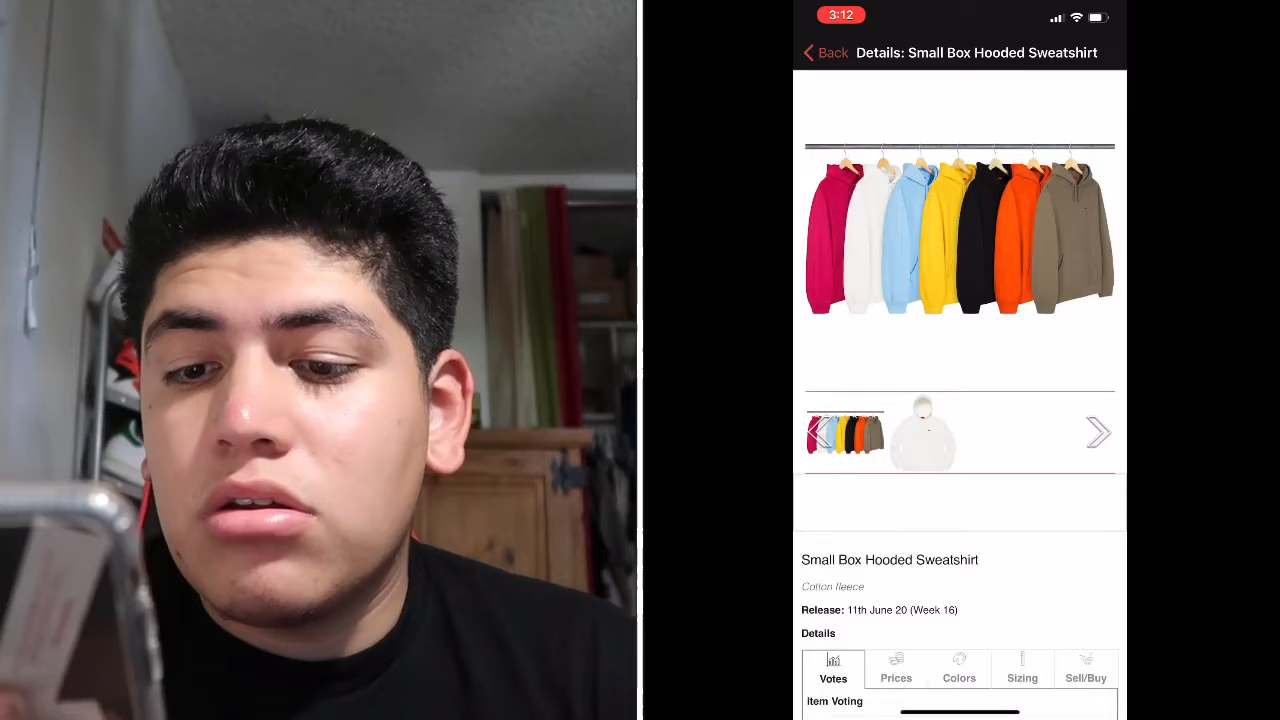 3:12
Back Details: Small Box Hooded Sweatshirt
Small Box Hooded Sweatshirt
Cotton fleece
Release: 11th June 20 (Week 16)
Details
Votes Prices Colors Sizing Sell/Buy
Item Voting